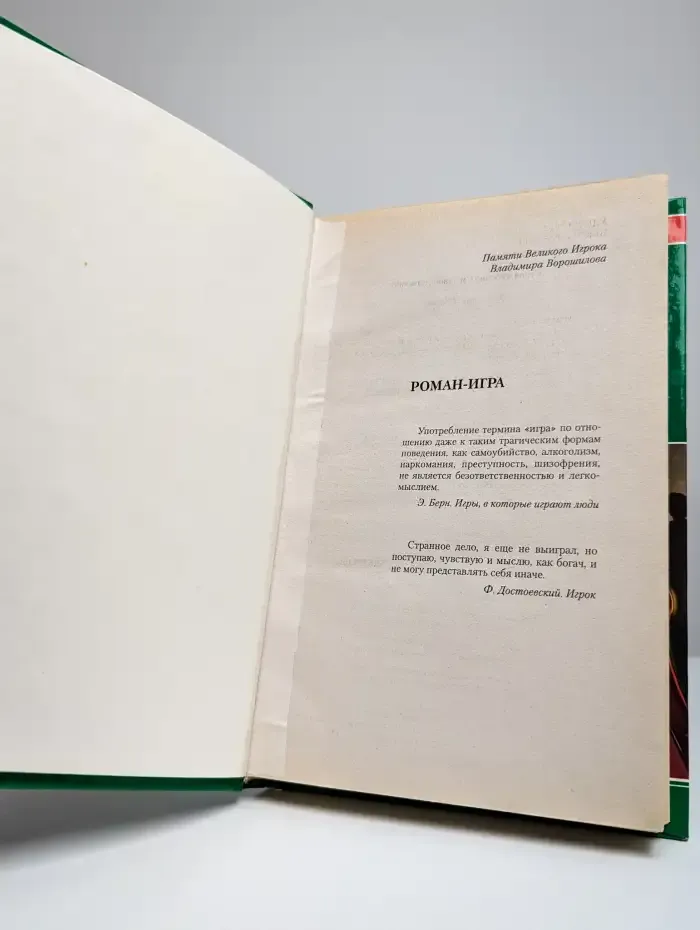 Памяти Великого Игрока
Владимира Ворошилова
РОМАН-ИГРА
Употребление термина «игра» по отно-
шению даже к таким трагическим формам
поведения, как самоубийство, алкоголизм,
наркомания, преступность, шизофрения,
не является безответственностью и легко-
мыслием.
Э. Берн. Игры, в которые играют люди
Странное дело, я еще не выиграл, но
поступаю, чувствую и мыслю, как богач, и
не могу представлять себя иначе.
Ф. Достоевский. Игрок